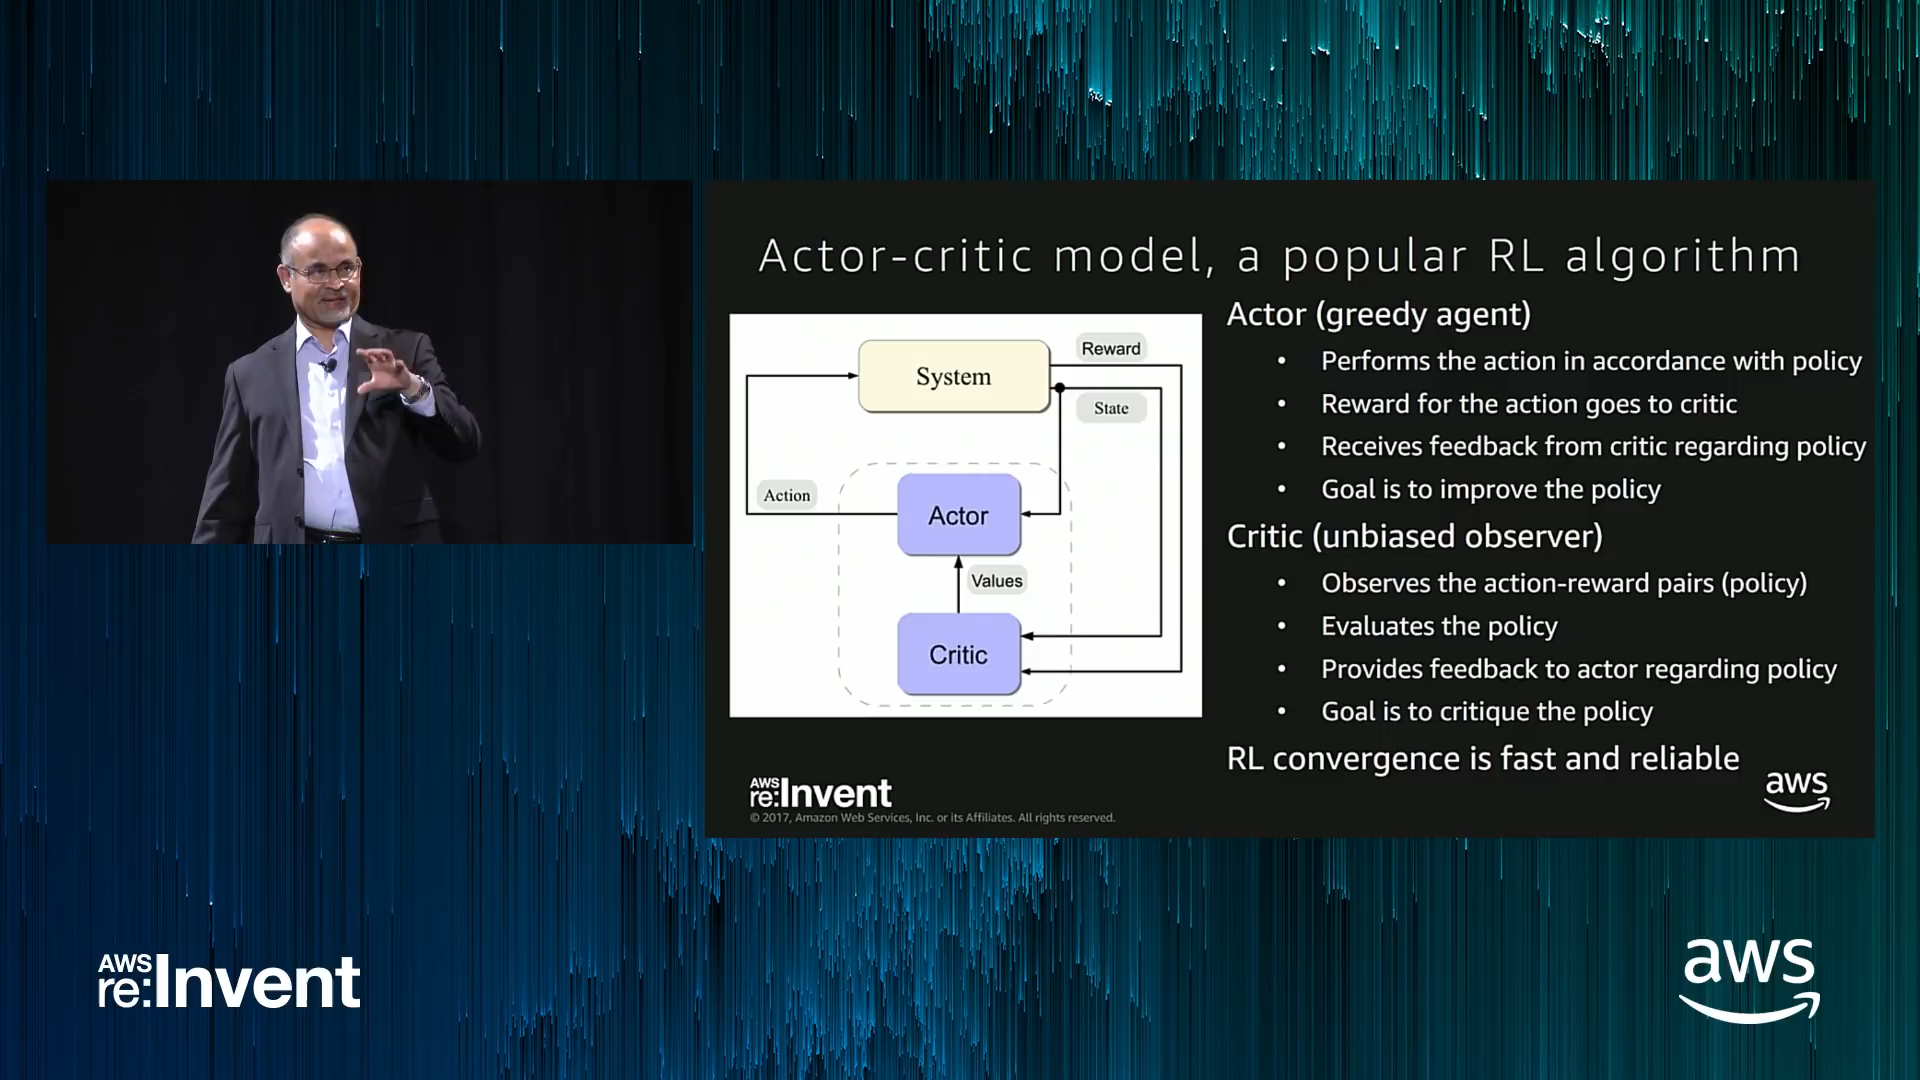 Actor-critic model, a popular RL algorithm
System
Reward
State
Action
Actor
Values
Critic
Actor (greedy agent)
• Performs the action in accordance with policy
• Reward for the action goes to critic
• Receives feedback from critic regarding policy
• Goal is to improve the policy
Critic (unbiased observer)
• Observes the action-reward pairs (policy)
• Evaluates the policy
• Provides feedback to actor regarding policy
• Goal is to critique the policy
RL convergence is fast and reliable
AWS
re:Invent
© 2017, Amazon Web Services, Inc. or its Affiliates. All rights reserved.
aws
AWS
re:Invent
aws